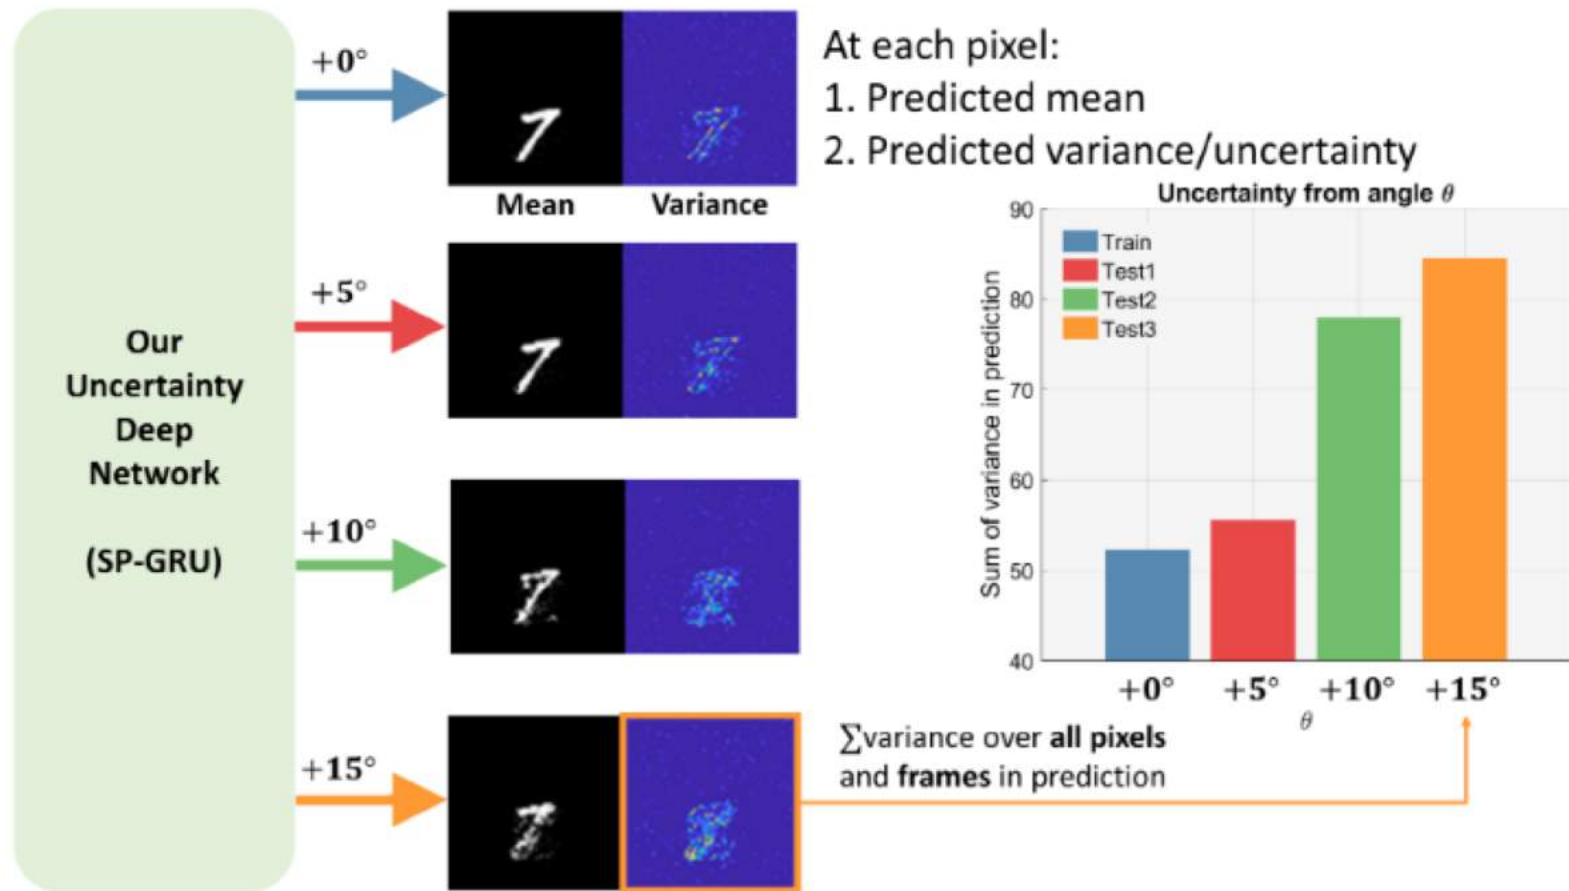 Our
Uncertainty
Deep
Network
(SP-GRU)
+0°
+5°
+10°
+15°
Mean Variance
At each pixel:
1. Predicted mean
2. Predicted variance/uncertainty
Uncertainty from angle θ
Sum of variance in prediction
90
80
70
60
50
40
Train
Test1
Test2
Test3
+0° +5° +10° +15°
θ
∑variance over all pixels
and frames in prediction